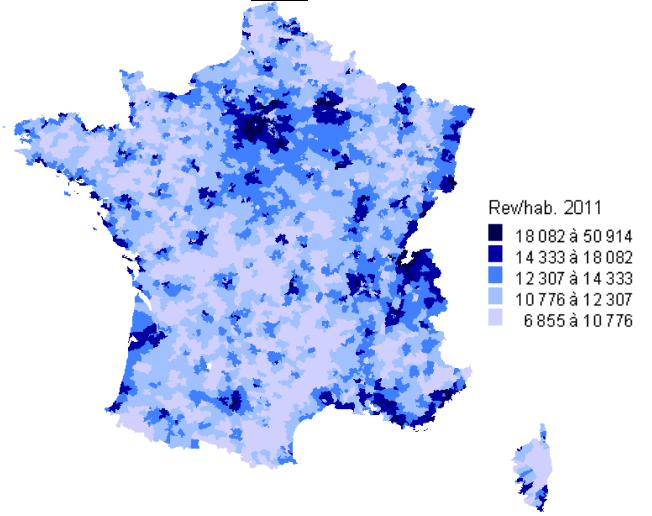 Rev/hab. 2011
18 082 à 50 914
14 333 à 18 082
12 307 à 14 333
10 776 à 12 307
6 855 à 10 776